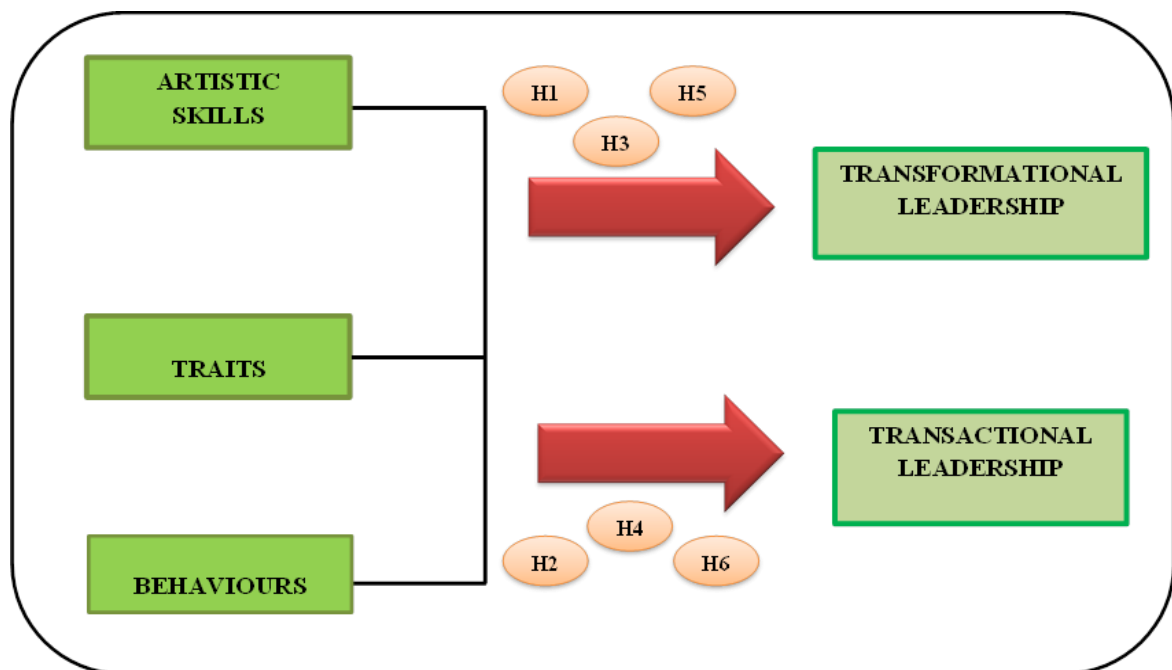 ARTISTIC
SKILLS
H1
H5
H3
TRANSFORMATIONAL
LEADERSHIP
TRAITS
TRANSACTIONAL
LEADERSHIP
H4
H2
H6
BEHAVIOURS